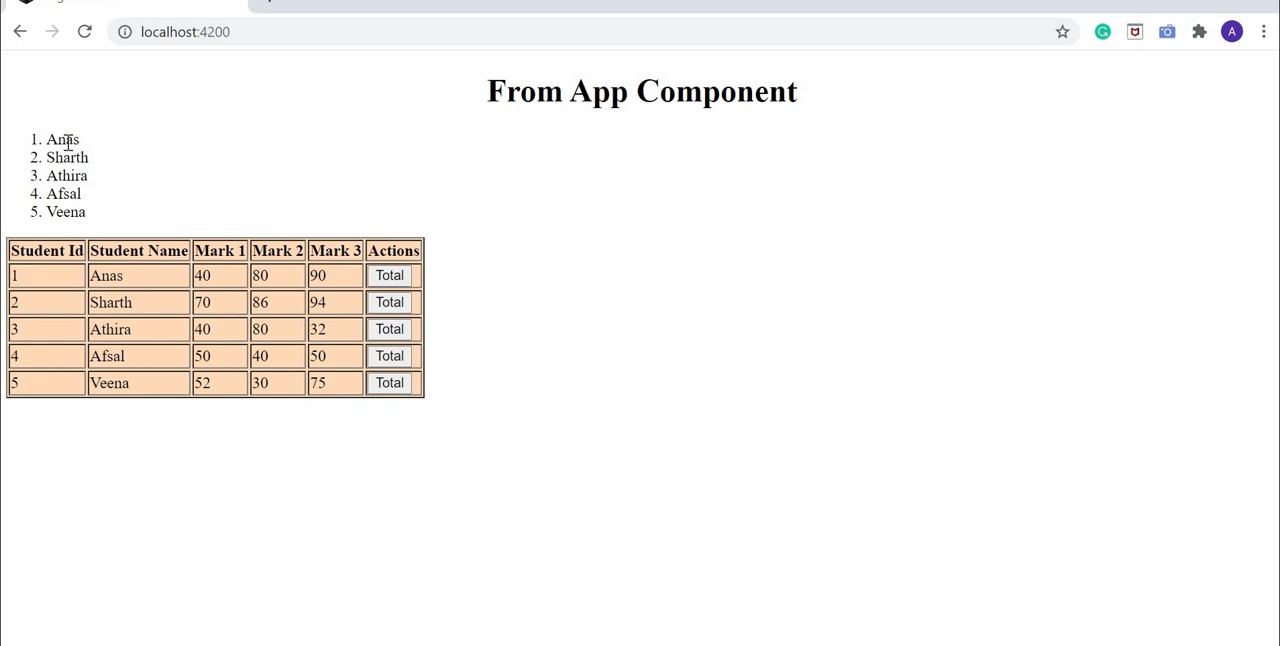 localhost:4200
A
From App Component
1. Anas
2. Sharth
3. Athira
4. Afsal
5. Veena
Student Id Student Name Mark 1 Mark 2 Mark 3 Actions
1 Anas 40 80 90 Total
2 Sharth 70 86 94 Total
3 Athira 40 80 32 Total
4 Afsal 50 40 50 Total
5 Veena 52 30 75 Total